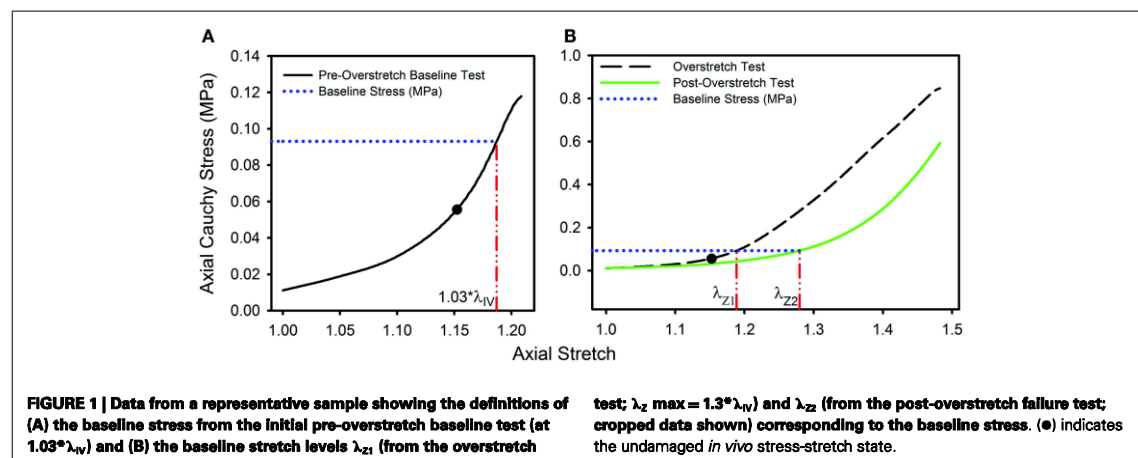 A
Axial Cauchy Stress (MPa)
0.14
0.12
0.10
0.08
0.06
0.04
0.02
0.00
Pre-Overstretch Baseline Test
Baseline Stress (MPa)
1.03*λIV
1.00
1.05
1.10
1.15
1.20
B
1.0
0.8
0.6
0.4
0.2
0.0
Overstretch Test
Post-Overstretch Test
Baseline Stress (MPa)
λZ1
λZ2
1.0
1.1
1.2
1.3
1.4
1.5
Axial Stretch
FIGURE 1 | Data from a representative sample showing the definitions of
(A) the baseline stress from the initial pre-overstretch baseline test (at
1.03*λIV) and (B) the baseline stretch levels λZ1 (from the overstretch
test; λZ max = 1.3*λIV) and λZ2 (from the post-overstretch failure test;
cropped data shown) corresponding to the baseline stress. (●) indicates
the undamaged in vivo stress-stretch state.